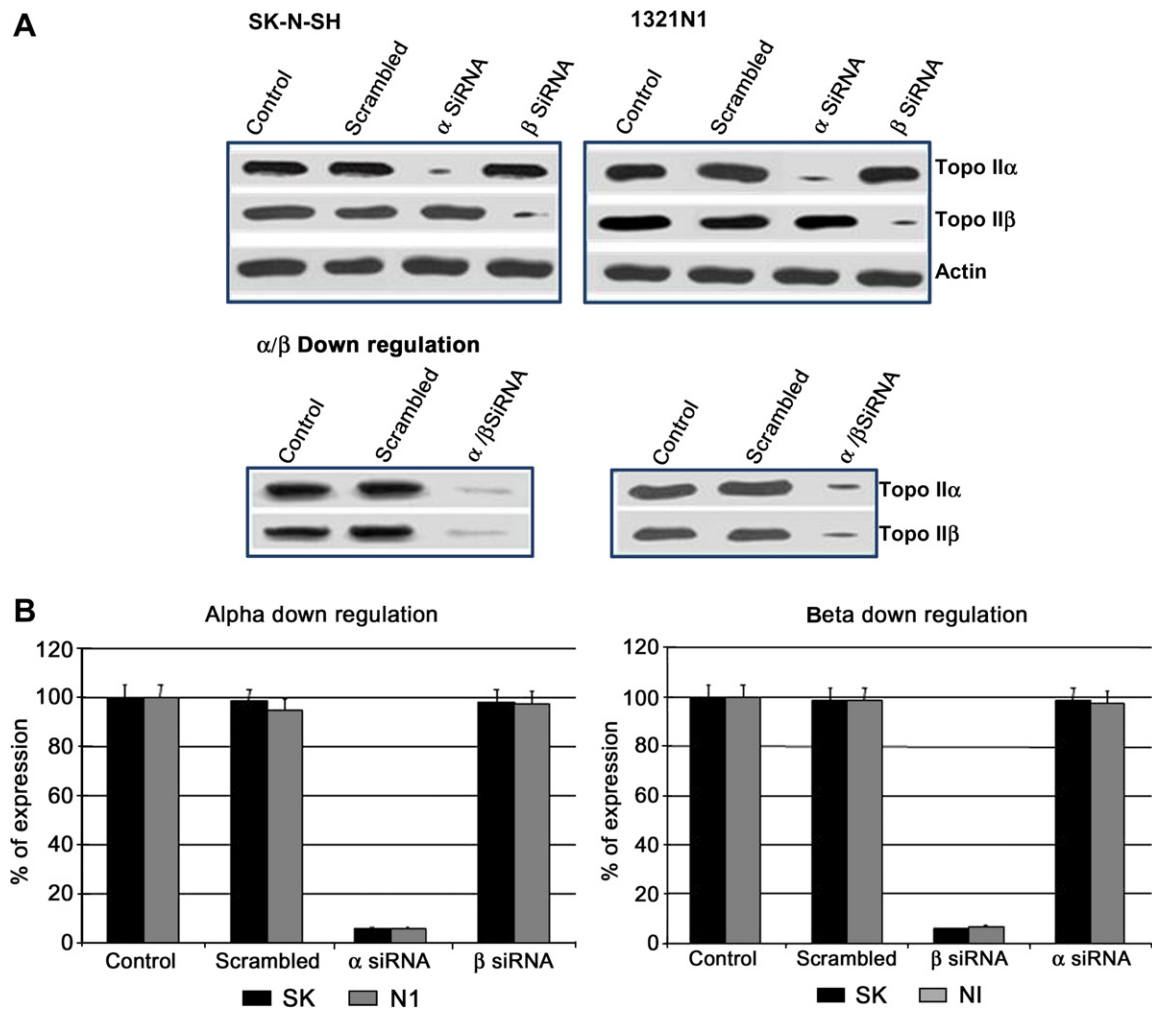 A
SK-N-SH
1321N1
Control
Scrambled
α SiRNA
β SiRNA
Control
Scrambled
α SiRNA
β SiRNA
Topo IIα
Topo IIβ
Actin
α/β Down regulation
Control
Scrambled
α /βSiRNA
Control
Scrambled
α /βSiRNA
Topo IIα
Topo IIβ
B
Alpha down regulation
% of expression
120
100
80
60
40
20
0
Control
Scrambled
α siRNA
β siRNA
SK
N1
Beta down regulation
% of expression
120
100
80
60
40
20
0
Control
Scrambled
β siRNA
α siRNA
SK
NI